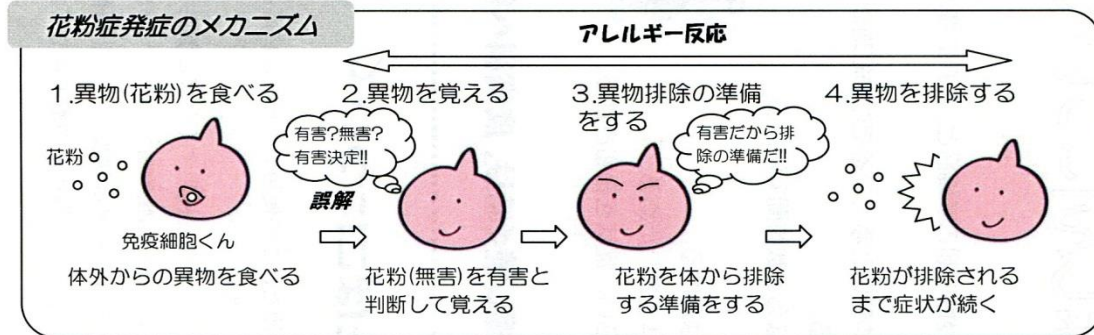 花粉症発症のメカニズム
アレルギー反応
1.異物(花粉)を食べる
花粉
免疫細胞くん
体外からの異物を食べる
2.異物を覚える
有害?無害?
有害決定!!
誤解
花粉(無害)を有害と
判断して覚える
3.異物排除の準備
をする
有害だから排
除の準備だ!!
花粉を体から排除
する準備をする
4.異物を排除する
花粉が排除される
まで症状が続く